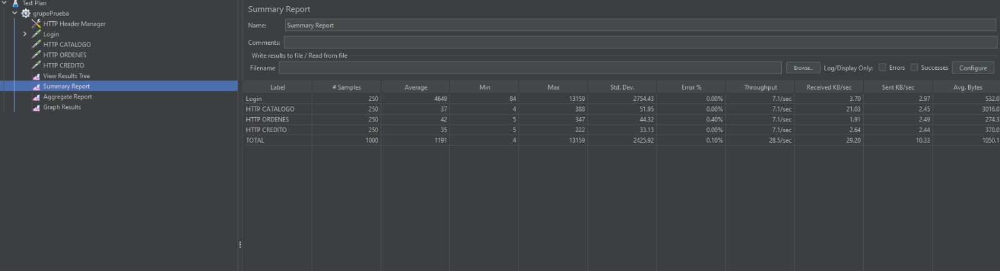 Test Plan
grupoPrueba
HTTP Header Manager
Login
HTTP CATALOGO
HTTP ORDENES
HTTP CREDITO
View Results Tree
Summary Report
Aggregate Report
Graph Results
Summary Report
Name: Summary Report
Comments:
Write results to file / Read from file
Filename Browse... Log/Display Only: Errors Successes Configure
Label # Samples Average Min Max Std. Dev. Error % Throughput Received KB/sec Sent KB/sec Avg. Bytes
Login 250 4649 84 13159 2754.43 0.00% 7.1/sec 3.70 2.97 532.0
HTTP CATALOGO 250 37 4 388 51.95 0.00% 7.1/sec 21.03 2.45 3016.0
HTTP ORDENES 250 42 5 347 44.32 0.40% 7.1/sec 1.91 2.49 274.3
HTTP CREDITO 250 35 5 222 33.13 0.00% 7.1/sec 2.64 2.44 378.0
TOTAL 1000 1191 4 13159 2425.92 0.10% 28.5/sec 29.20 10.33 1050.1